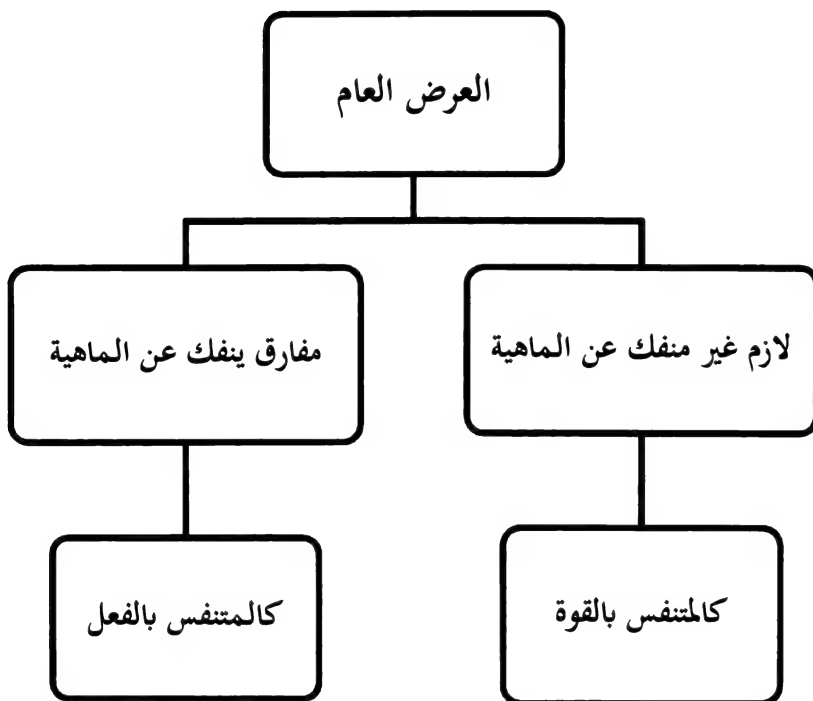 العرض العام
لازم غير منفك عن الماهية
مفارق ينفك عن الماهية
كالمتنفس بالقوة
كالمتنفس بالفعل